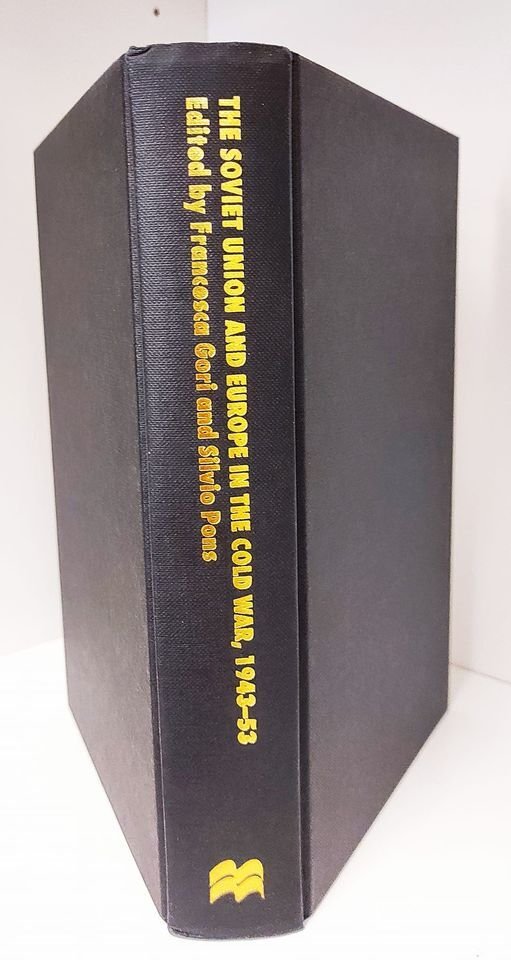 THE SOVIET UNION AND EUROPE IN THE COLD WAR, 1943–53
Edited by Francesca Gori and Silvio Pons